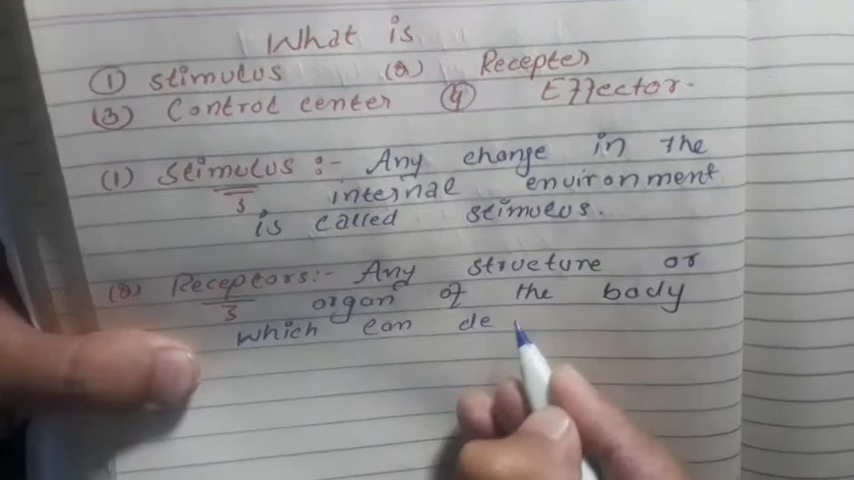 What is
① stimulus (2) Recepter
(3) Control center ④ Effector.
(1) Stimulus :- Any change in the
internal environment
is called stimulus.
(2) Receptors:- Any structure or
organ of the body
which can de